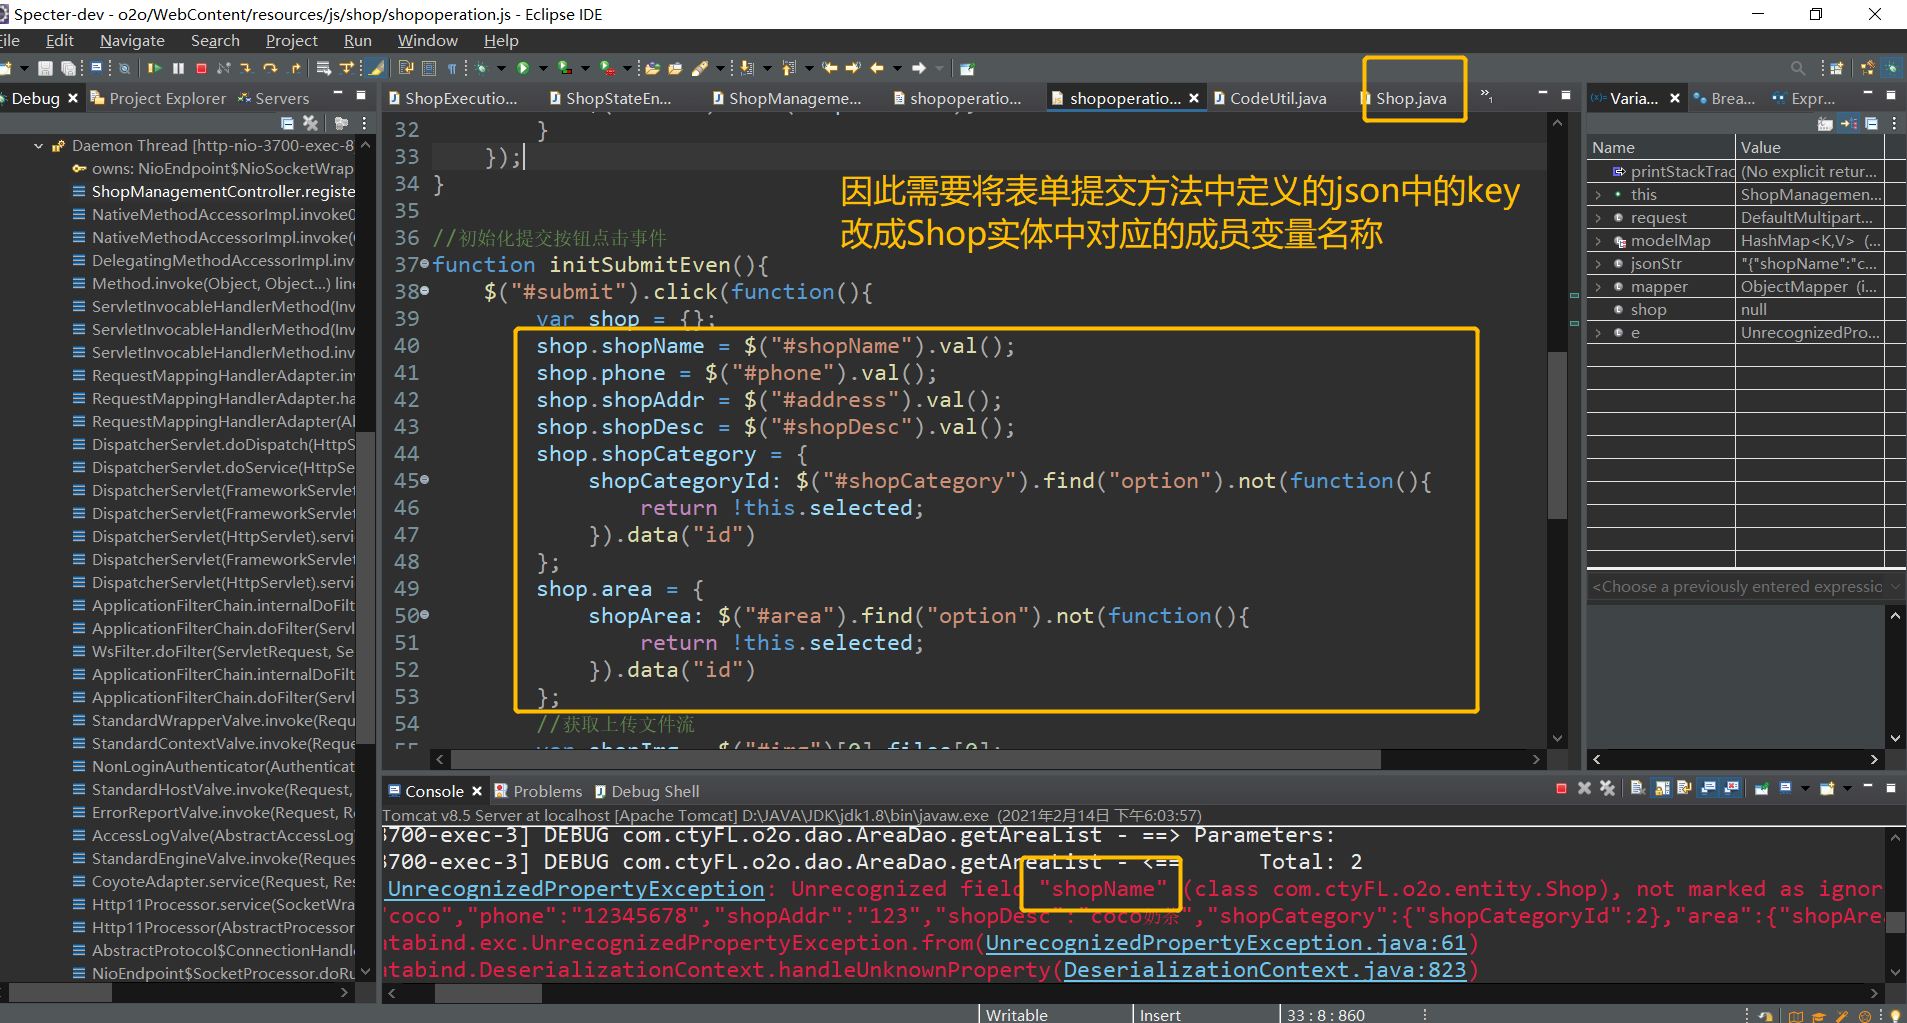 Specter-dev - o2o/WebContent/resources/js/shop/shopoperation.js - Eclipse IDE
File Edit Navigate Search Project Run Window Help
Debug Project Explorer Servers
ShopExecutio... ShopStateEn... ShopManageme... shopoperatio... shopoperatio... CodeUtil.java Shop.java »1
Varia... Brea... Expr...
Daemon Thread [http-nio-3700-exec-8
owns: NioEndpoint$NioSocketWrap
ShopManagementController.registe
NativeMethodAccessorImpl.invoke0
NativeMethodAccessorImpl.invoke(
DelegatingMethodAccessorImpl.inv
Method.invoke(Object, Object...) line
ServletInvocableHandlerMethod(Inv
ServletInvocableHandlerMethod(Inv
ServletInvocableHandlerMethod.inv
RequestMappingHandlerAdapter.inv
RequestMappingHandlerAdapter.ha
RequestMappingHandlerAdapter(Al
DispatcherServlet.doDispatch(HttpS
DispatcherServlet.doService(HttpSe
DispatcherServlet(FrameworkServlet
DispatcherServlet(FrameworkServlet
DispatcherServlet(HttpServlet).servi
DispatcherServlet(FrameworkServlet
DispatcherServlet(HttpServlet).servi
ApplicationFilterChain.internalDoFilt
ApplicationFilterChain.doFilter(Servl
WsFilter.doFilter(ServletRequest, Se
ApplicationFilterChain.internalDoFilt
ApplicationFilterChain.doFilter(Servl
StandardWrapperValve.invoke(Requ
StandardContextValve.invoke(Reque
NonLoginAuthenticator(Authenticat
StandardHostValve.invoke(Request,
ErrorReportValve.invoke(Request, R
AccessLogValve(AbstractAccessLog
StandardEngineValve.invoke(Reques
CoyoteAdapter.service(Request, Res
Http11Processor.service(SocketWra
Http11Processor(AbstractProcessor
AbstractProtocol$ConnectionHandl
NioEndpoint$SocketProcessor.doRu
32 }
33 });
34 }
35
36 //初始化提交按钮点击事件
37 function initSubmitEven(){
38 $("#submit").click(function(){
39 var shop = {};
40 shop.shopName = $("#shopName").val();
41 shop.phone = $("#phone").val();
42 shop.shopAddr = $("#address").val();
43 shop.shopDesc = $("#shopDesc").val();
44 shop.shopCategory = {
45 shopCategoryId: $("#shopCategory").find("option").not(function(){
46 return !this.selected;
47 }).data("id")
48 };
49 shop.area = {
50 shopArea: $("#area").find("option").not(function(){
51 return !this.selected;
52 }).data("id")
53 };
54 //获取上传文件流
55 var shopImg = $("#img")[0].files[0];
因此需要将表单提交方法中定义的json中的key
改成Shop实体中对应的成员变量名称
Name Value
printStackTrac (No explicit retur...
this ShopManagemen...
request DefaultMultipart...
modelMap HashMap<K,V> (...
jsonStr "{"shopName":"c...
mapper ObjectMapper (i...
shop null
e UnrecognizedPro...
<Choose a previously entered expressio
Console Problems Debug Shell
Tomcat v8.5 Server at localhost [Apache Tomcat] D:\JAVA\JDK\jdk1.8\bin\javaw.exe (2021年2月14日 下午6:03:57)
3700-exec-3] DEBUG com.ctyFL.o2o.dao.AreaDao.getAreaList - ==> Parameters:
3700-exec-3] DEBUG com.ctyFL.o2o.dao.AreaDao.getAreaList - <== Total: 2
UnrecognizedPropertyException: Unrecognized field "shopName" (class com.ctyFL.o2o.entity.Shop), not marked as ignor
"coco","phone":"12345678","shopAddr":"123","shopDesc":"coco奶茶","shopCategory":{"shopCategoryId":2},"area":{"shopAre
atabind.exc.UnrecognizedPropertyException.from(UnrecognizedPropertyException.java:61)
atabind.DeserializationContext.handleUnknownProperty(DeserializationContext.java:823)
Writable Insert 33 : 8 : 860